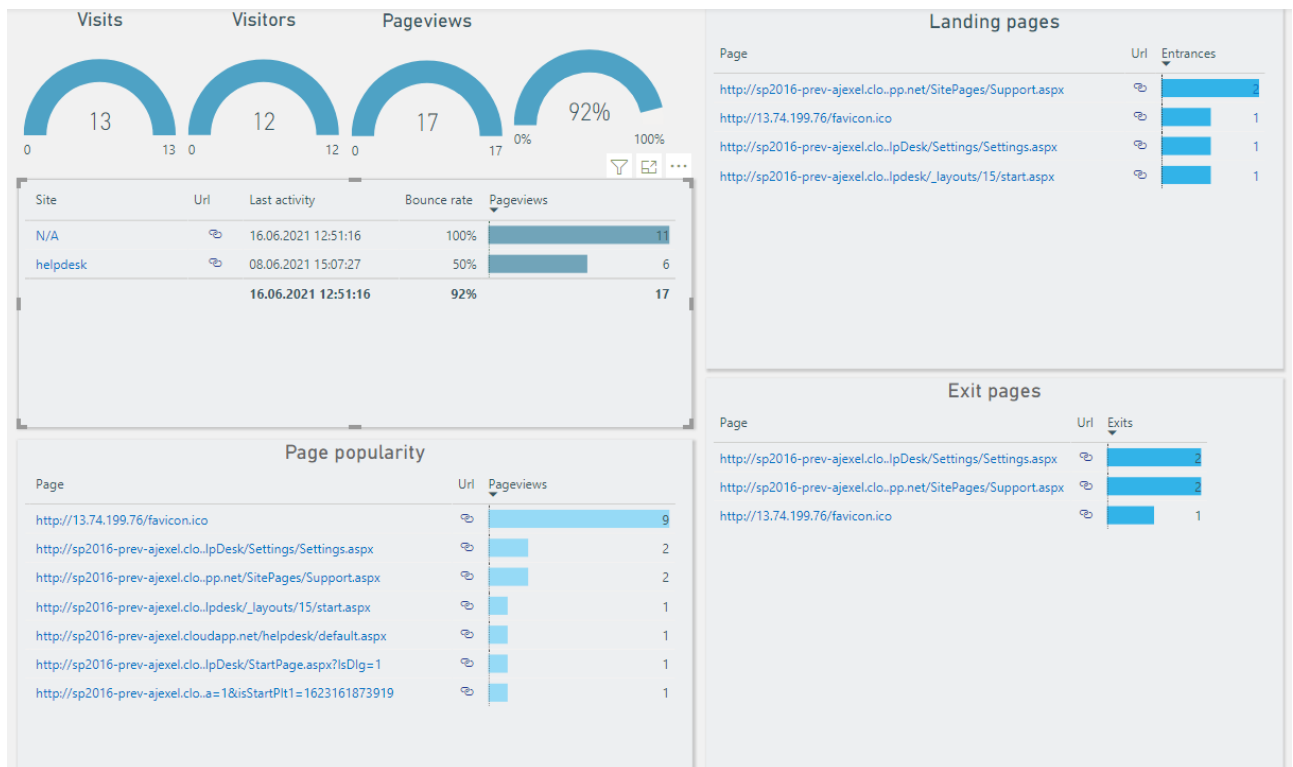 Visits Visitors Pageviews
13 12 17 92%
0 13 0 12 0 17 0% 100%
Site Url Last activity Bounce rate Pageviews
N/A 16.06.2021 12:51:16 100% 11
helpdesk 08.06.2021 15:07:27 50% 6
16.06.2021 12:51:16 92% 17
Page popularity
Page Url Pageviews
http://13.74.199.76/favicon.ico 9
http://sp2016-prev-ajexel.clo..lpDesk/Settings/Settings.aspx 2
http://sp2016-prev-ajexel.clo..pp.net/SitePages/Support.aspx 2
http://sp2016-prev-ajexel.clo..lpdesk/_layouts/15/start.aspx 1
http://sp2016-prev-ajexel.cloudapp.net/helpdesk/default.aspx 1
http://sp2016-prev-ajexel.clo..lpDesk/StartPage.aspx?IsDlg=1 1
http://sp2016-prev-ajexel.clo..a=1&isStartPlt1=1623161873919 1
Landing pages
Page Url Entrances
http://sp2016-prev-ajexel.clo..pp.net/SitePages/Support.aspx 2
http://13.74.199.76/favicon.ico 1
http://sp2016-prev-ajexel.clo..lpDesk/Settings/Settings.aspx 1
http://sp2016-prev-ajexel.clo..lpdesk/_layouts/15/start.aspx 1
Exit pages
Page Url Exits
http://sp2016-prev-ajexel.clo..lpDesk/Settings/Settings.aspx 2
http://sp2016-prev-ajexel.clo..pp.net/SitePages/Support.aspx 2
http://13.74.199.76/favicon.ico 1